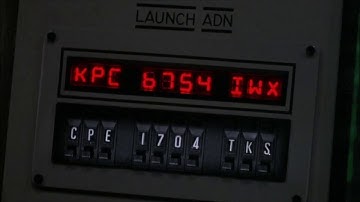 LAUNCH ADN
KPC 6754 IWX
CPE 1704 TKS